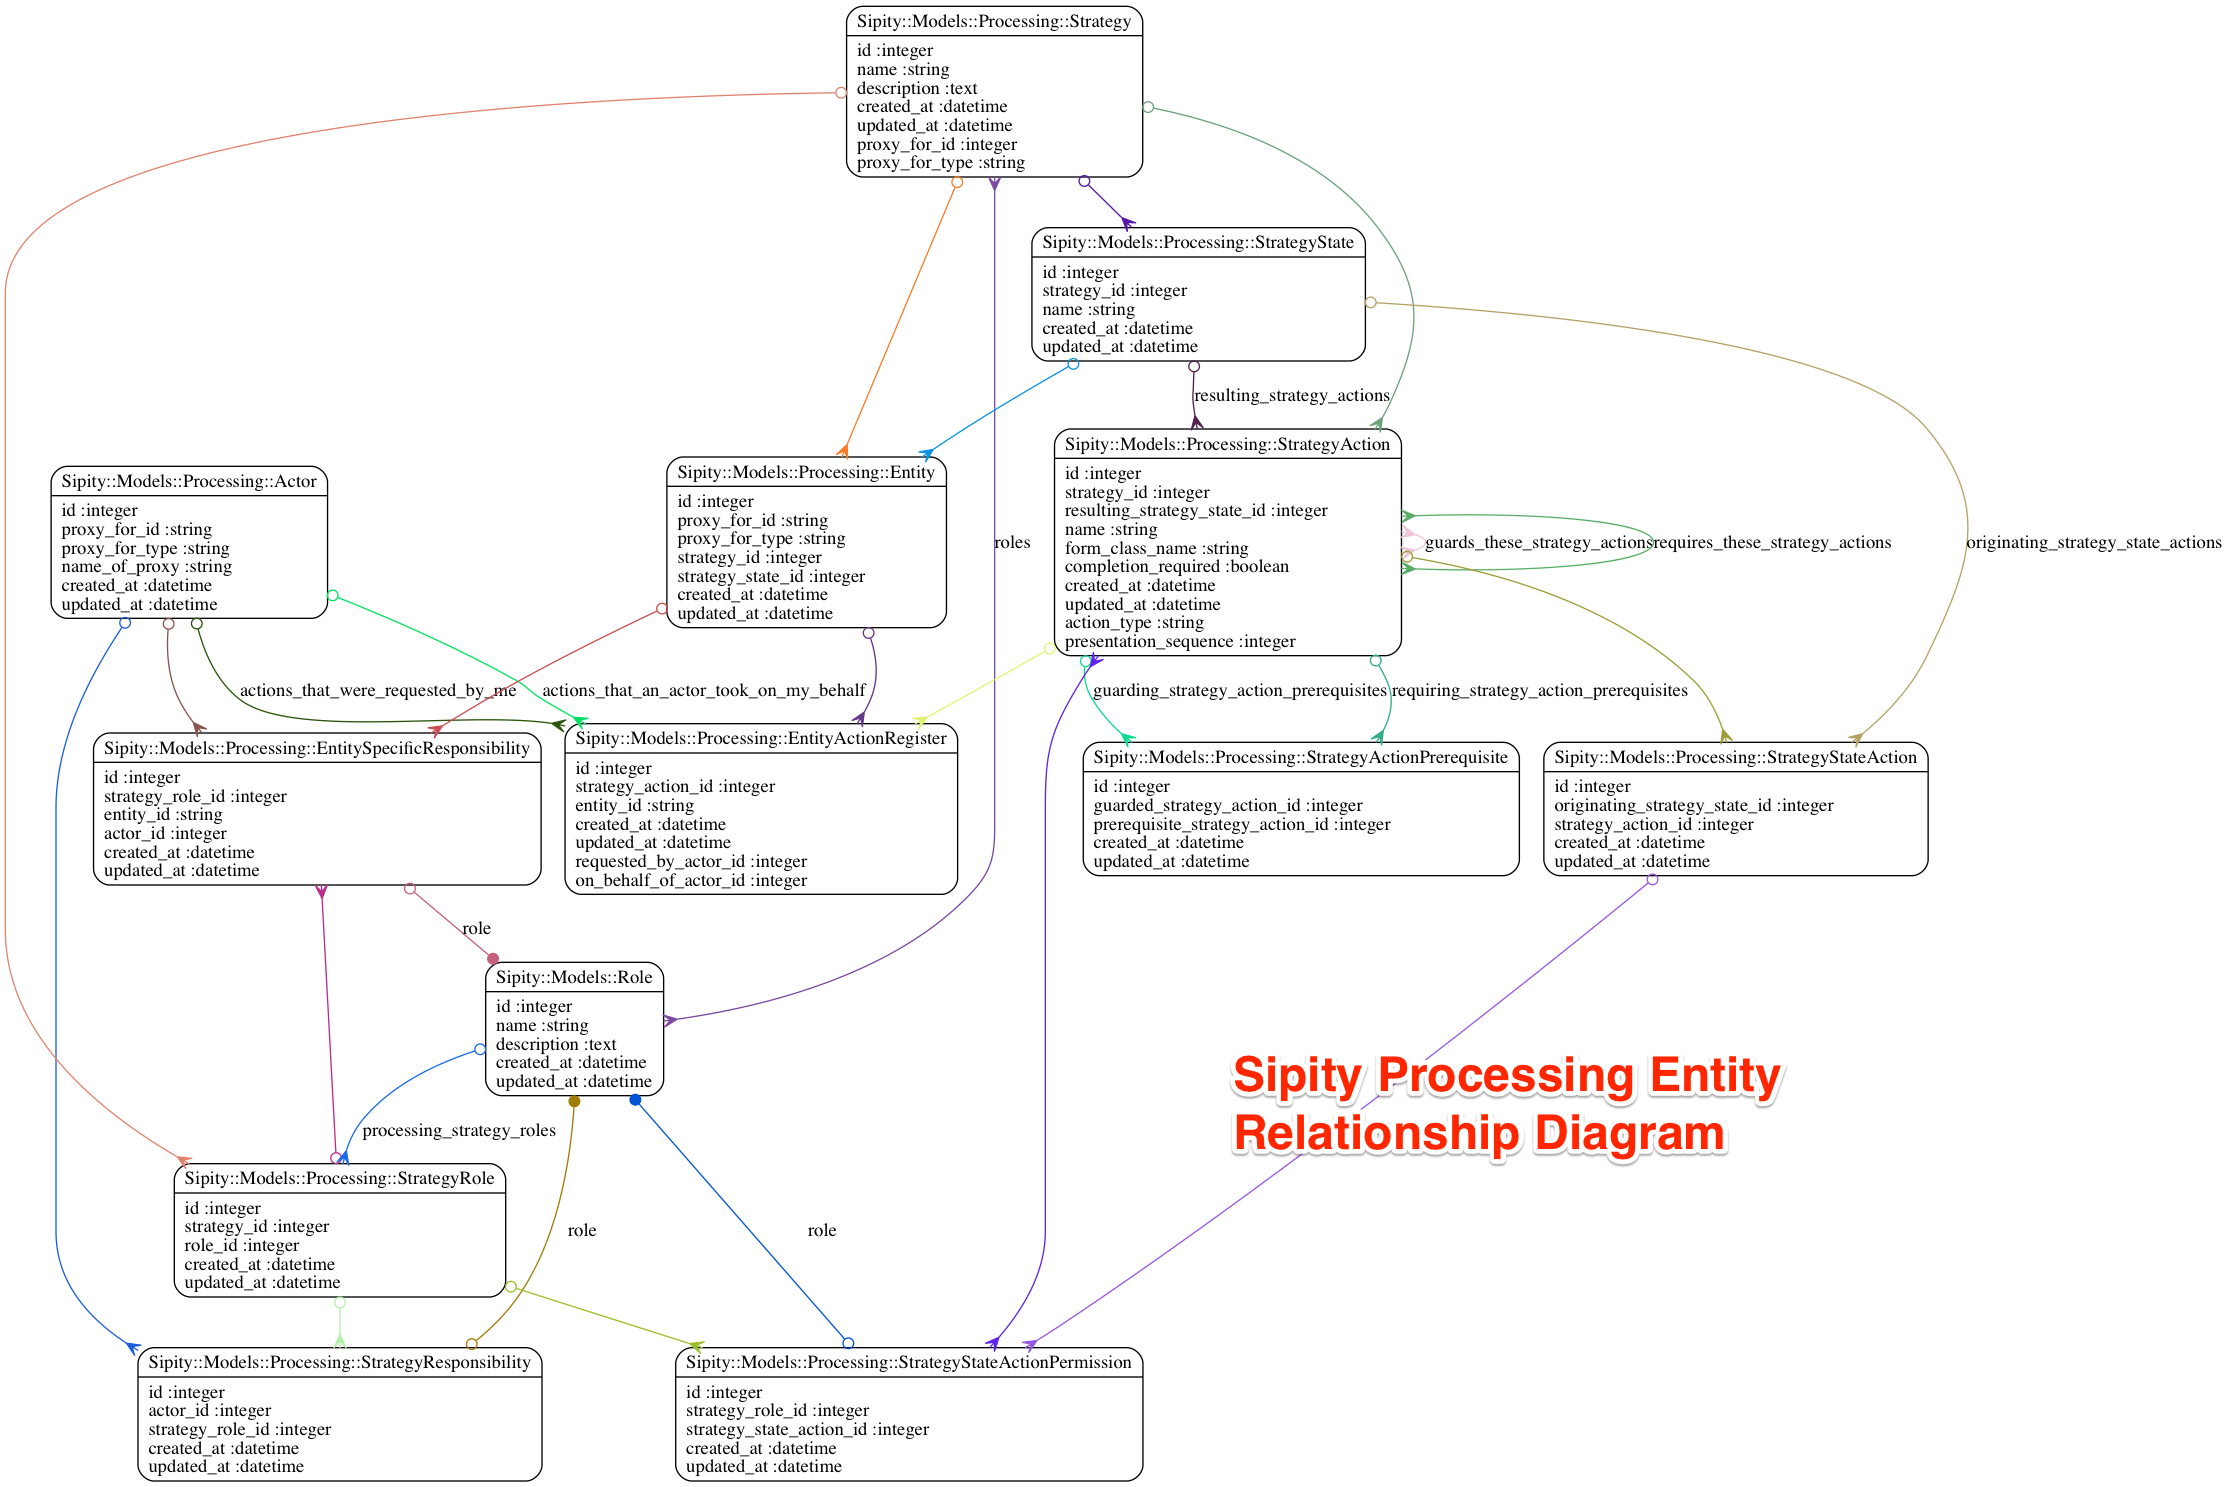 Sipity::Models::Processing::Strategy
id :integer
name :string
description :text
created_at :datetime
updated_at :datetime
proxy_for_id :integer
proxy_for_type :string
Sipity::Models::Processing::StrategyState
id :integer
strategy_id :integer
name :string
created_at :datetime
updated_at :datetime
resulting_strategy_actions
Sipity::Models::Processing::StrategyAction
id :integer
strategy_id :integer
resulting_strategy_state_id :integer
name :string
form_class_name :string
completion_required :boolean
created_at :datetime
updated_at :datetime
action_type :string
presentation_sequence :integer
Sipity::Models::Processing::Entity
id :integer
proxy_for_id :string
proxy_for_type :string
strategy_id :integer
strategy_state_id :integer
created_at :datetime
updated_at :datetime
Sipity::Models::Processing::Actor
id :integer
proxy_for_id :string
proxy_for_type :string
name_of_proxy :string
created_at :datetime
updated_at :datetime
roles
guards_these_strategy_actions
requires_these_strategy_actions
originating_strategy_state_actions
actions_that_were_requested_by_me
actions_that_an_actor_took_on_my_behalf
guarding_strategy_action_prerequisites
requiring_strategy_action_prerequisites
Sipity::Models::Processing::EntitySpecificResponsibility
id :integer
strategy_role_id :integer
entity_id :string
actor_id :integer
created_at :datetime
updated_at :datetime
Sipity::Models::Processing::EntityActionRegister
id :integer
strategy_action_id :integer
entity_id :string
created_at :datetime
updated_at :datetime
requested_by_actor_id :integer
on_behalf_of_actor_id :integer
Sipity::Models::Processing::StrategyActionPrerequisite
id :integer
guarded_strategy_action_id :integer
prerequisite_strategy_action_id :integer
created_at :datetime
updated_at :datetime
Sipity::Models::Processing::StrategyStateAction
id :integer
originating_strategy_state_id :integer
strategy_action_id :integer
created_at :datetime
updated_at :datetime
role
Sipity::Models::Role
id :integer
name :string
description :text
created_at :datetime
updated_at :datetime
Sipity Processing Entity
Relationship Diagram
processing_strategy_roles
Sipity::Models::Processing::StrategyRole
id :integer
strategy_id :integer
role_id :integer
created_at :datetime
updated_at :datetime
role
role
Sipity::Models::Processing::StrategyResponsibility
id :integer
actor_id :integer
strategy_role_id :integer
created_at :datetime
updated_at :datetime
Sipity::Models::Processing::StrategyStateActionPermission
id :integer
strategy_role_id :integer
strategy_state_action_id :integer
created_at :datetime
updated_at :datetime